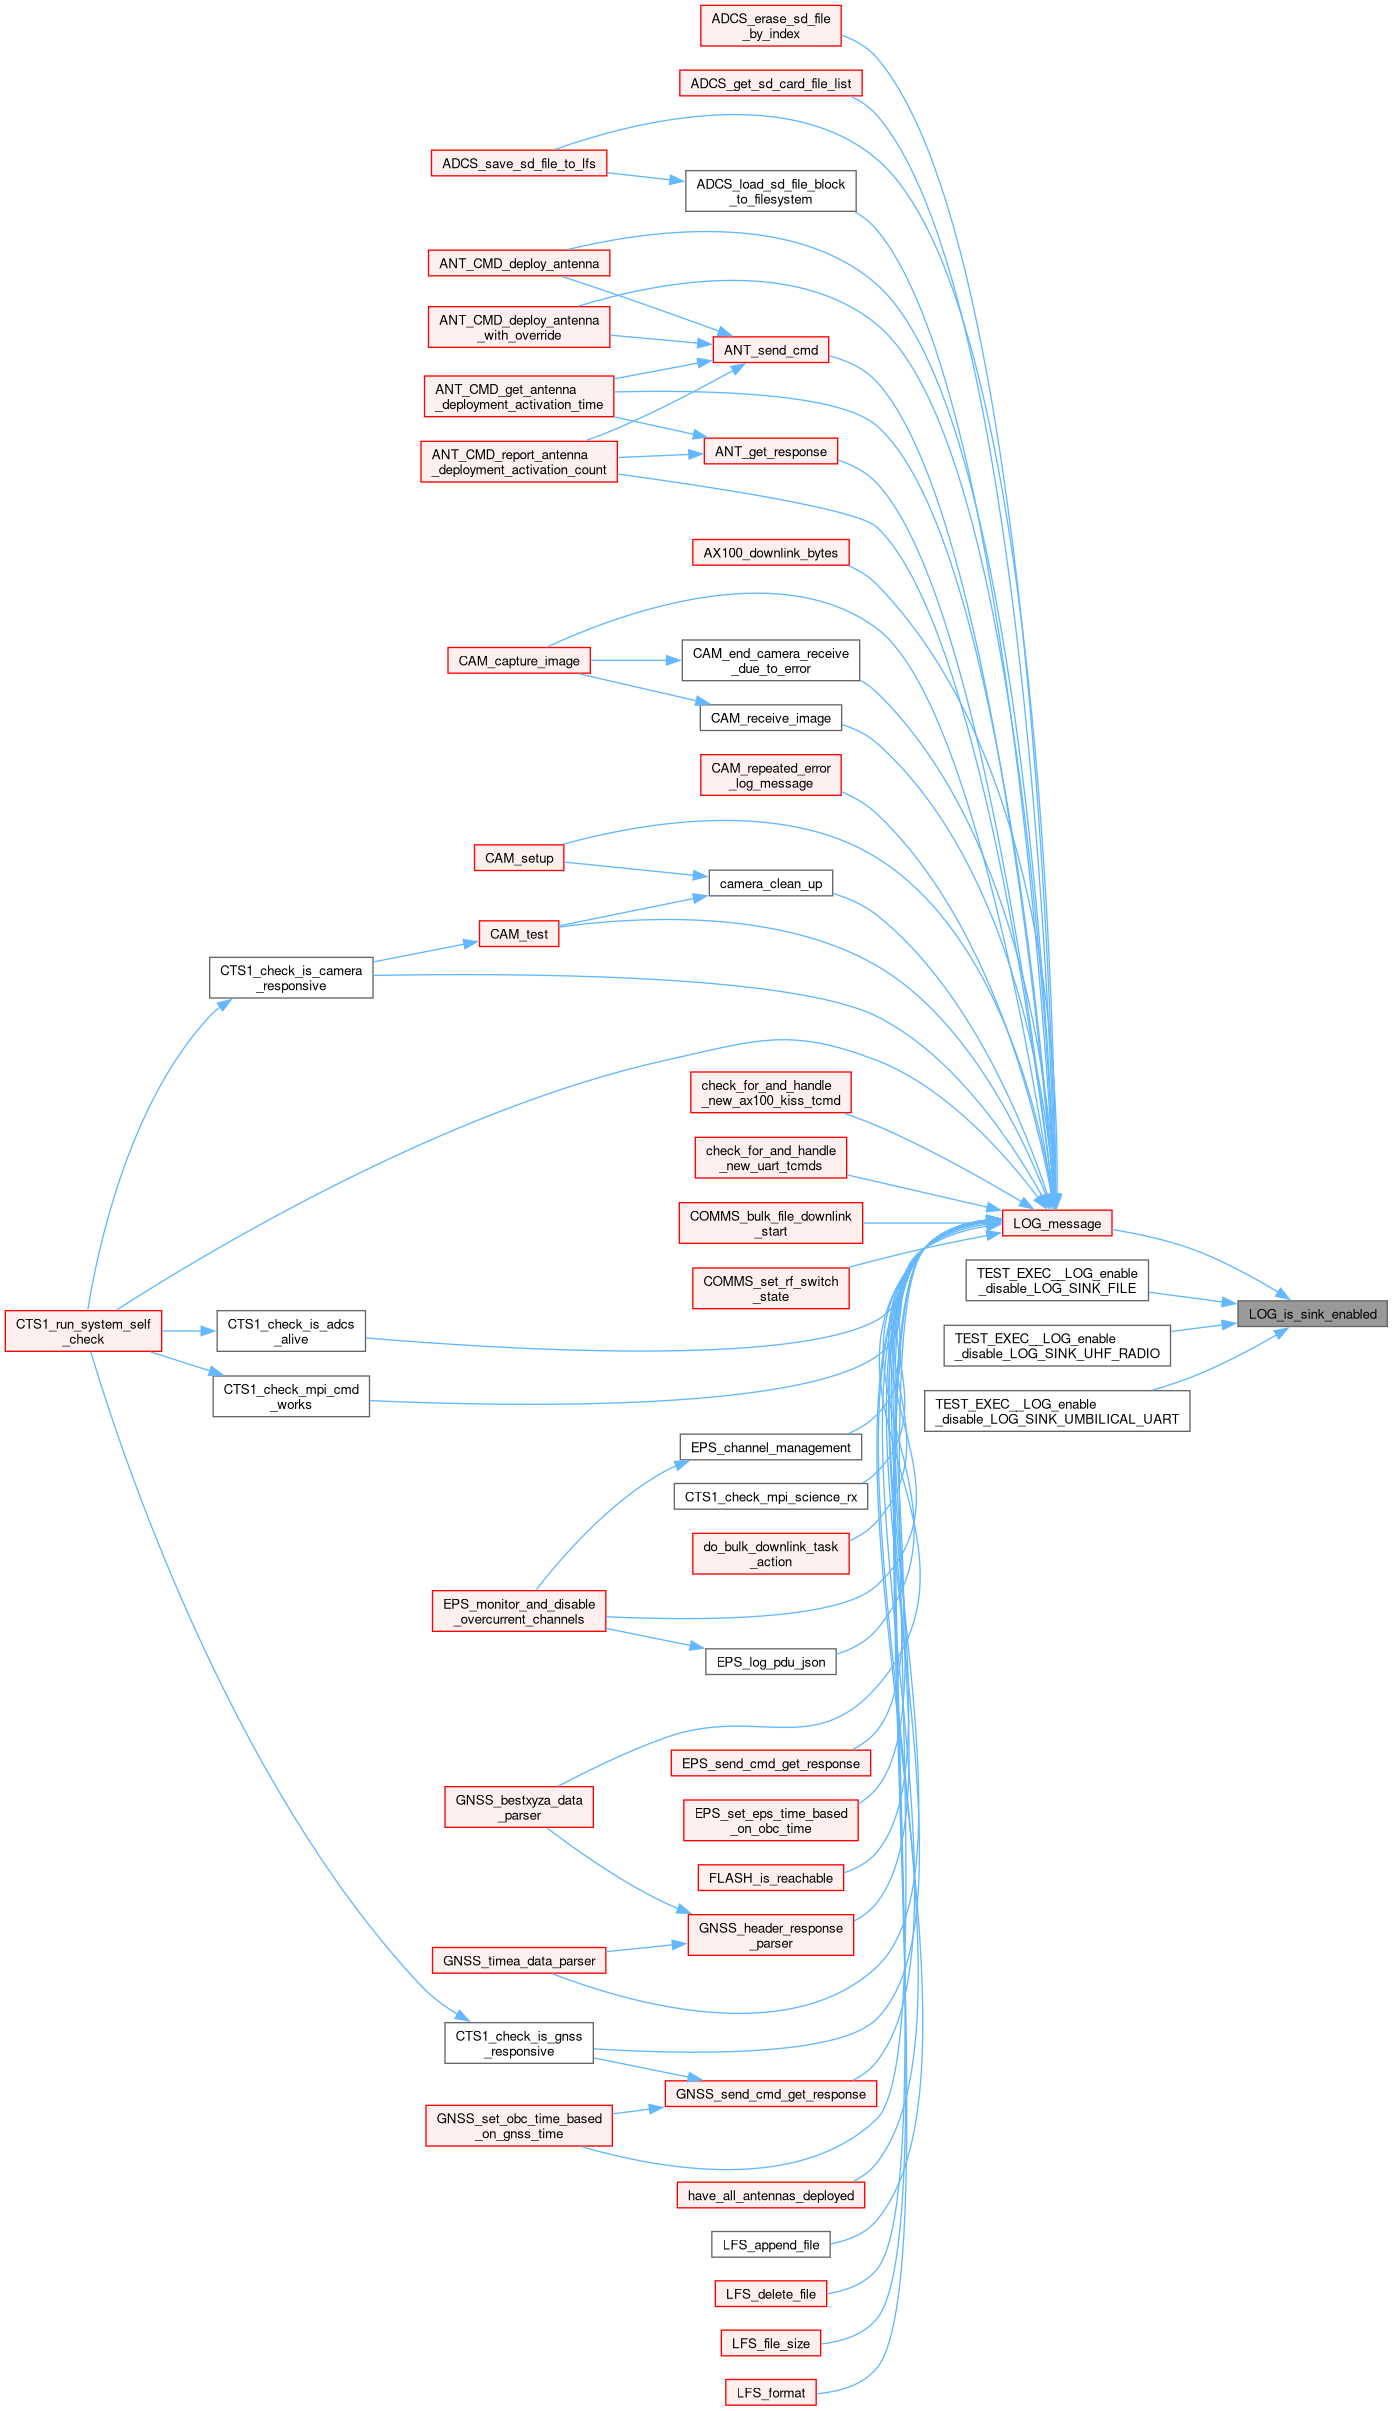 ADCS_erase_sd_file
_by_index
ADCS_get_sd_card_file_list
ADCS_save_sd_file_to_lfs
ADCS_load_sd_file_block
_to_filesystem
ANT_CMD_deploy_antenna
ANT_CMD_deploy_antenna
_with_override
ANT_send_cmd
ANT_CMD_get_antenna
_deployment_activation_time
ANT_CMD_report_antenna
_deployment_activation_count
ANT_get_response
AX100_downlink_bytes
CAM_capture_image
CAM_end_camera_receive
_due_to_error
CAM_receive_image
CAM_repeated_error
_log_message
CAM_setup
camera_clean_up
CAM_test
CTS1_check_is_camera
_responsive
check_for_and_handle
_new_ax100_kiss_tcmd
check_for_and_handle
_new_uart_tcmds
COMMS_bulk_file_downlink
_start
LOG_message
COMMS_set_rf_switch
_state
TEST_EXEC__LOG_enable
_disable_LOG_SINK_FILE
LOG_is_sink_enabled
TEST_EXEC__LOG_enable
_disable_LOG_SINK_UHF_RADIO
TEST_EXEC__LOG_enable
_disable_LOG_SINK_UMBILICAL_UART
CTS1_run_system_self
_check
CTS1_check_is_adcs
_alive
CTS1_check_mpi_cmd
_works
EPS_channel_management
CTS1_check_mpi_science_rx
do_bulk_downlink_task
_action
EPS_monitor_and_disable
_overcurrent_channels
EPS_log_pdu_json
EPS_send_cmd_get_response
GNSS_bestxyza_data
_parser
EPS_set_eps_time_based
_on_obc_time
FLASH_is_reachable
GNSS_header_response
_parser
GNSS_timea_data_parser
CTS1_check_is_gnss
_responsive
GNSS_send_cmd_get_response
GNSS_set_obc_time_based
_on_gnss_time
have_all_antennas_deployed
LFS_append_file
LFS_delete_file
LFS_file_size
LFS_format